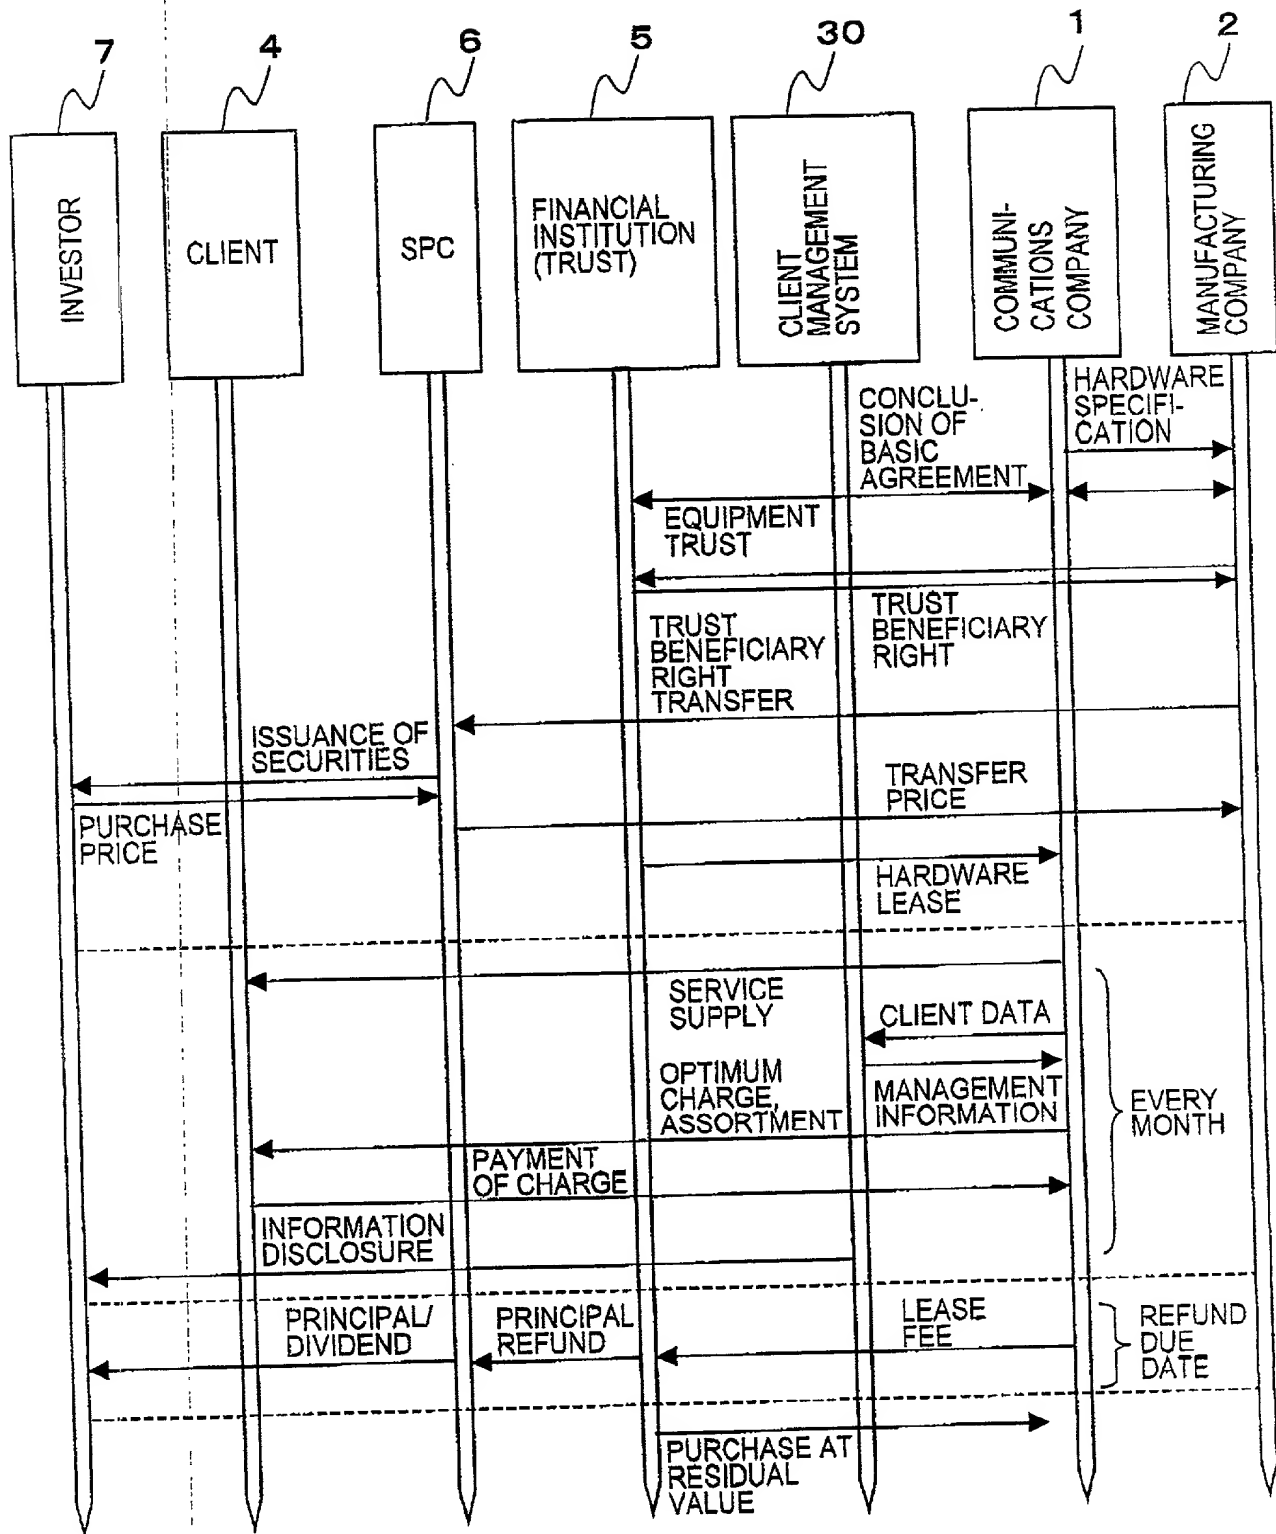 7
4
6
5
30
1
2
INVESTOR
CLIENT
SPC
FINANCIAL
INSTITUTION
(TRUST)
CLIENT
MANAGEMENT
SYSTEM
COMMUNI-
CATIONS
COMPANY
MANUFACTURING
COMPANY
HARDWARE
SPECIFI-
CATION
CONCLU-
SION OF
BASIC
AGREEMENT
EQUIPMENT
TRUST
TRUST
BENEFICIARY
RIGHT
TRUST
BENEFICIARY
RIGHT
TRANSFER
ISSUANCE OF
SECURITIES
PURCHASE
PRICE
TRANSFER
PRICE
HARDWARE
LEASE
SERVICE
SUPPLY
CLIENT DATA
MANAGEMENT
INFORMATION
OPTIMUM
CHARGE,
ASSORTMENT
EVERY
MONTH
PAYMENT
OF CHARGE
INFORMATION
DISCLOSURE
PRINCIPAL/
DIVIDEND
PRINCIPAL
REFUND
LEASE
FEE
REFUND
DUE
DATE
PURCHASE AT
RESIDUAL
VALUE